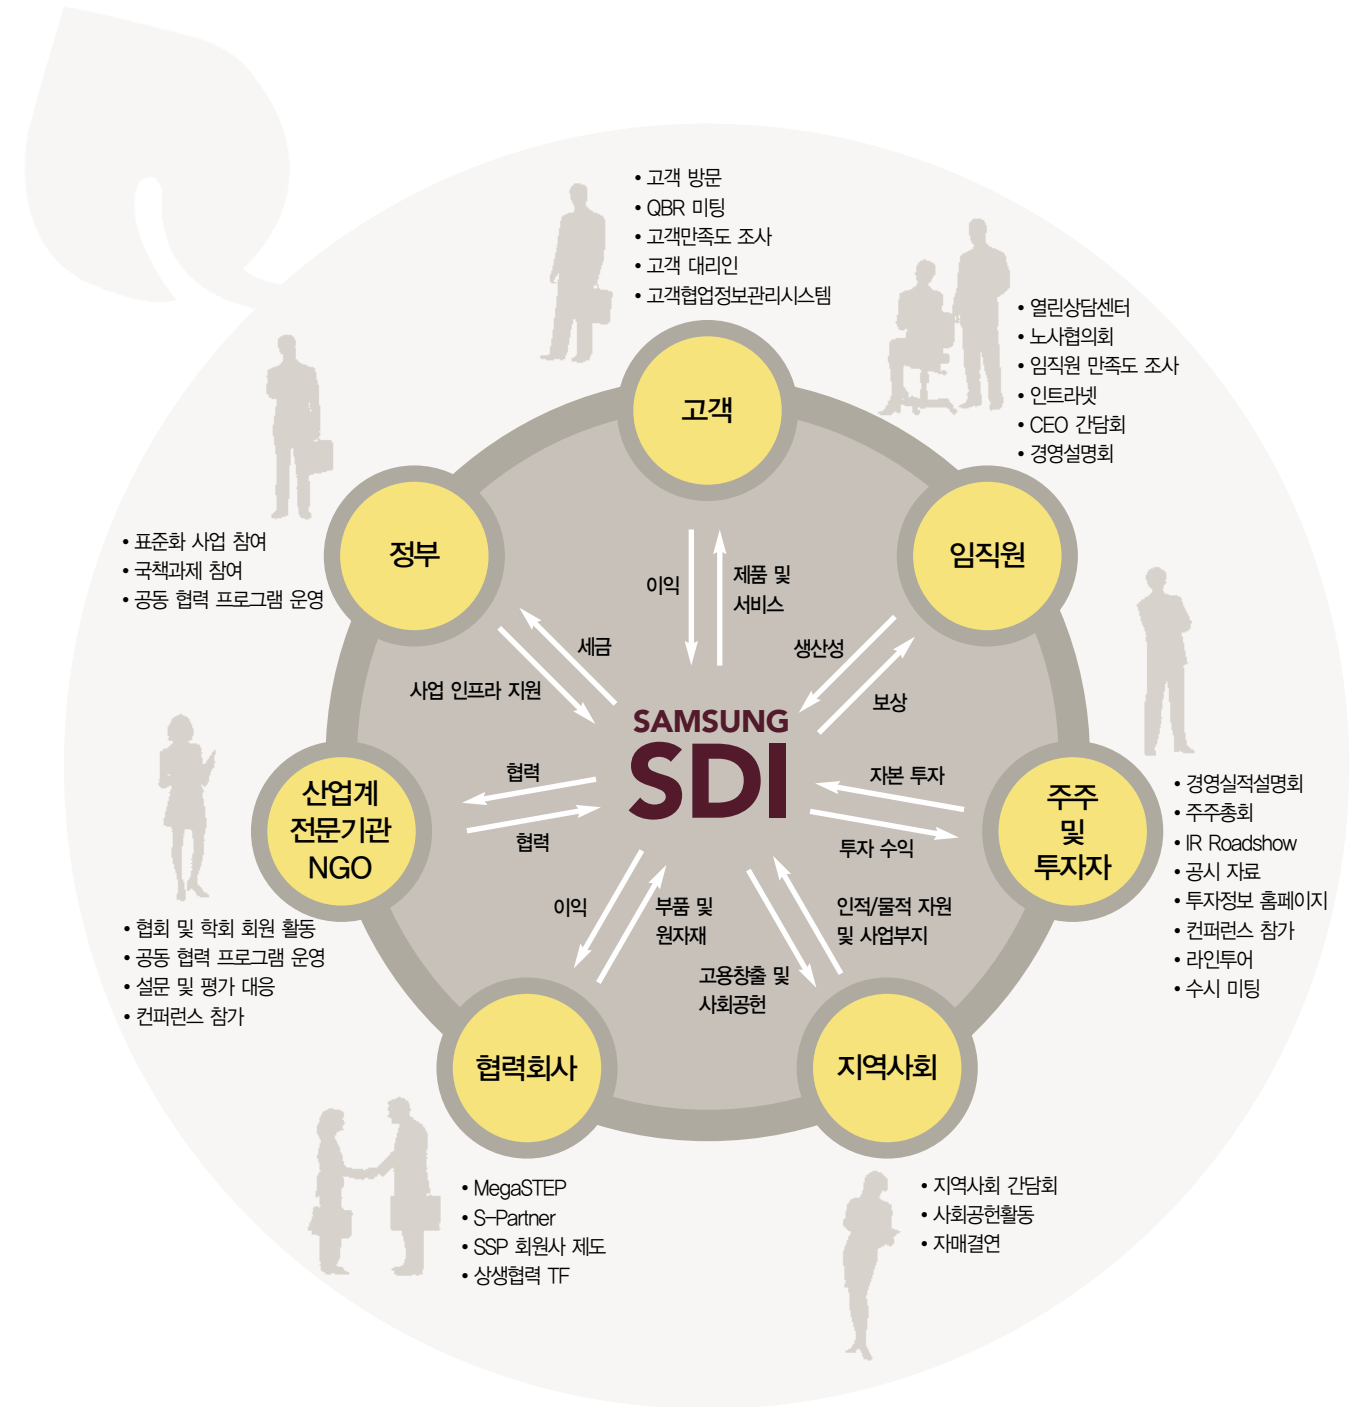 • 고객 방문
• QBR 미팅
• 고객만족도 조사
• 고객 대리인
• 고객협업정보관리시스템
고객
• 열린상담센터
• 노사협의회
• 임직원 만족도 조사
• 인트라넷
• CEO 간담회
• 경영설명회
임직원
정부
• 표준화 사업 참여
• 국책과제 참여
• 공동 협력 프로그램 운영
이익
제품 및
서비스
세금
사업 인프라 지원
생산성
보상
SAMSUNG
SDI
협력
협력
자본 투자
투자 수익
산업계
전문기관
NGO
주주
및
투자자
• 경영실적설명회
• 주주총회
• IR Roadshow
• 공시 자료
• 투자정보 홈페이지
• 컨퍼런스 참가
• 라인투어
• 수시 미팅
• 협회 및 학회 회원 활동
• 공동 협력 프로그램 운영
• 설문 및 평가 대응
• 컨퍼런스 참가
이익
부품 및
원자재
인적/물적 자원
및 사업부지
고용창출 및
사회공헌
협력회사
지역사회
• MegaSTEP
• S-Partner
• SSP 회원사 제도
• 상생협력 TF
• 지역사회 간담회
• 사회공헌활동
• 자매결연